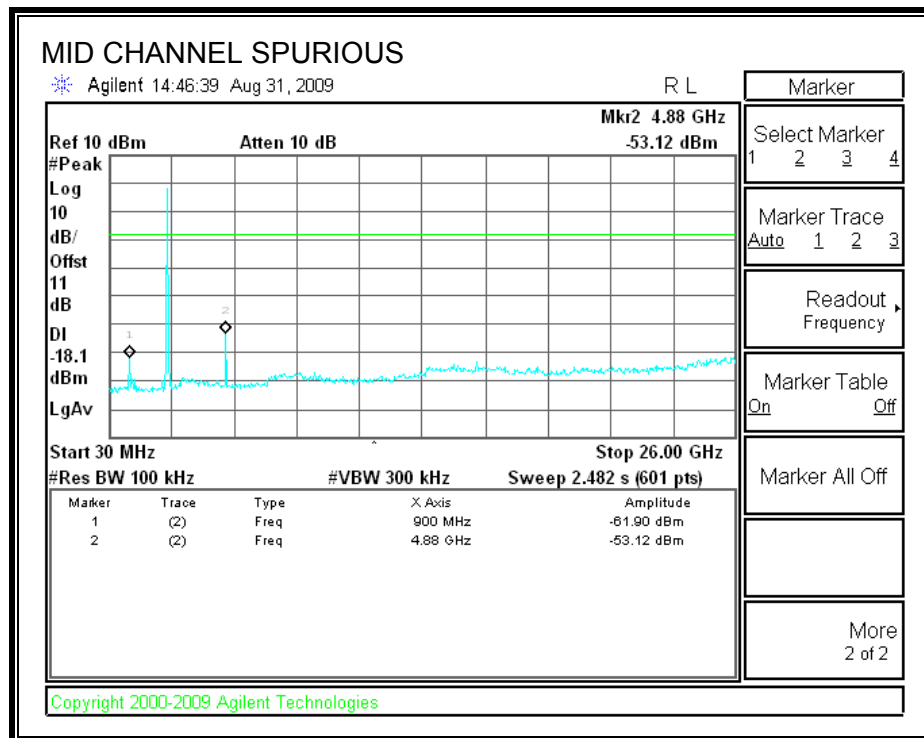 MID CHANNEL SPURIOUS
Agilent 14:46:39 Aug 31, 2009 R L
Mkr2 4.88 GHz
Ref 10 dBm Atten 10 dB -53.12 dBm
#Peak
Log
10
dB/
Offst
11
dB
DI
-18.1
dBm
LgAv
1
2
Start 30 MHz Stop 26.00 GHz
#Res BW 100 kHz #VBW 300 kHz Sweep 2.482 s (601 pts)
Marker Trace Type X Axis Amplitude
1 (2) Freq 900 MHz -61.90 dBm
2 (2) Freq 4.88 GHz -53.12 dBm
Marker
Select Marker
1 2 3 4
Marker Trace
Auto 1 2 3
Readout
Frequency
Marker Table
On Off
Marker All Off
More
2 of 2
Copyright 2000-2009 Agilent Technologies